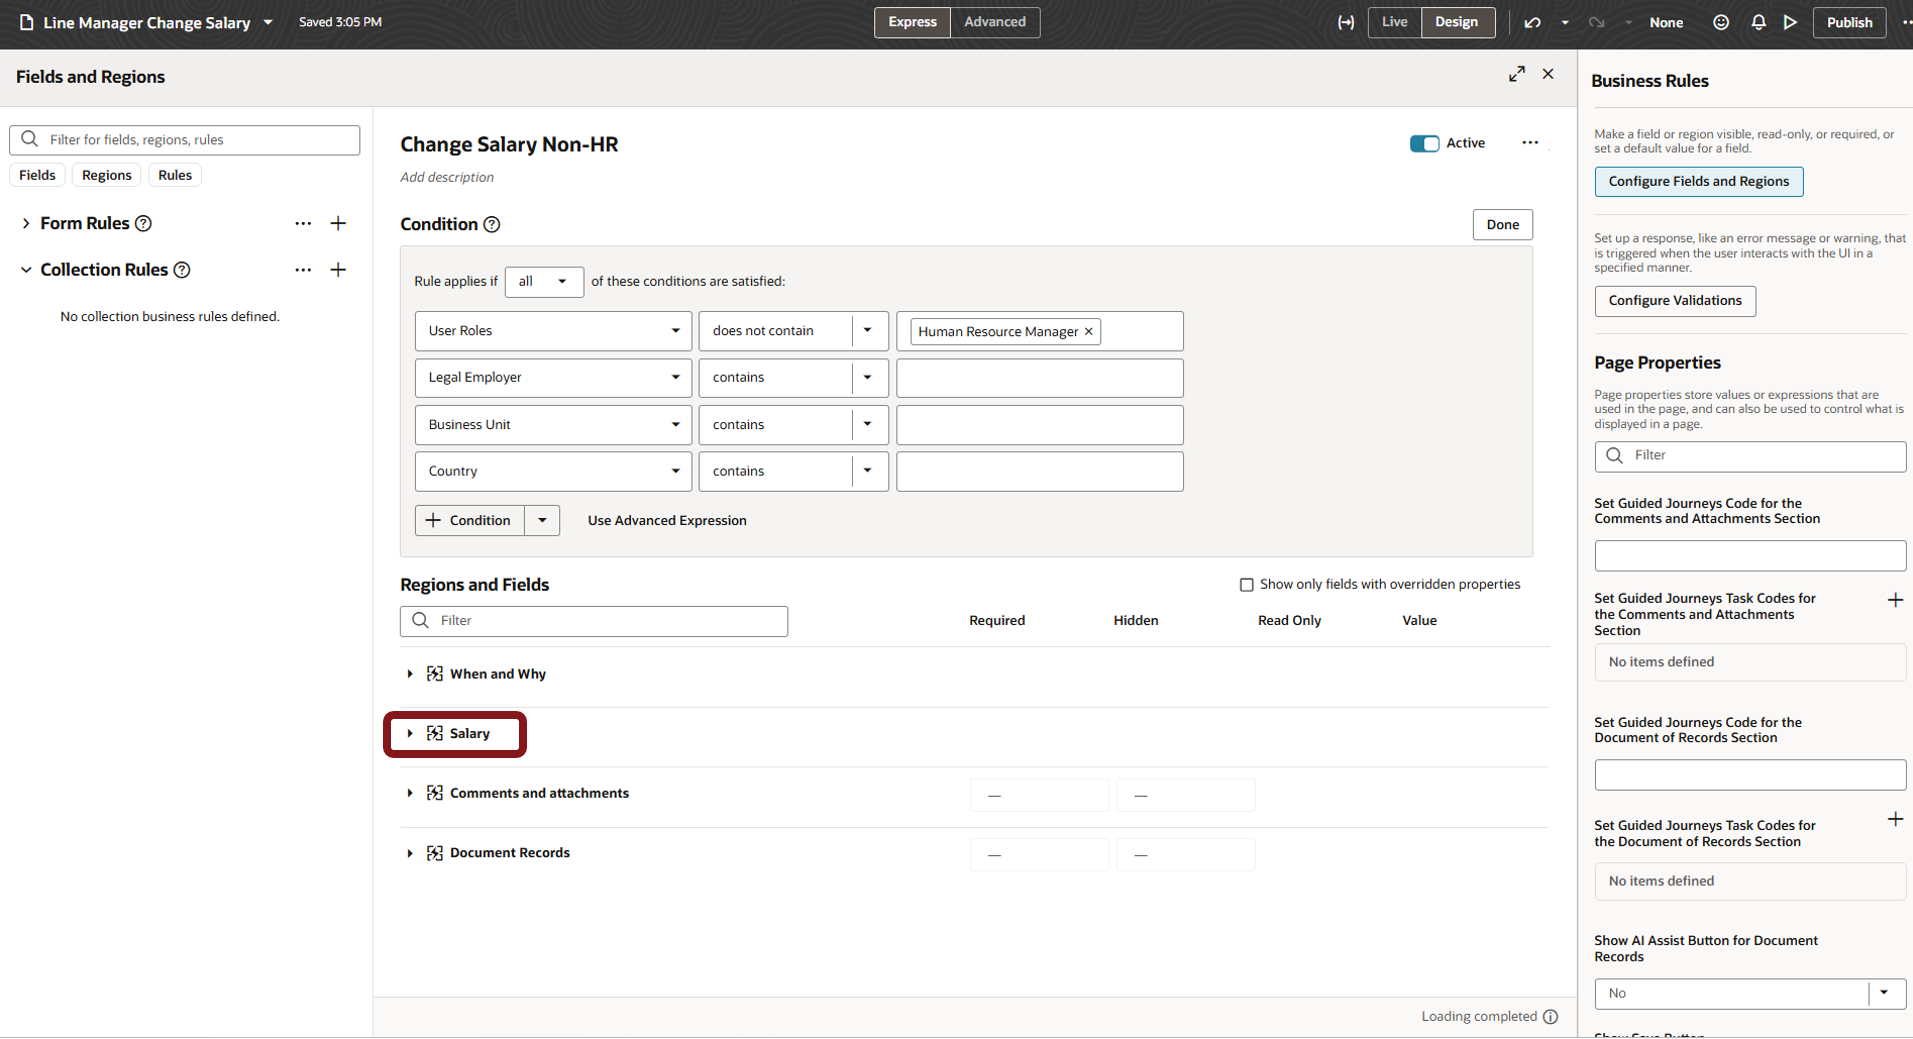 Line Manager Change Salary
Saved 3:05 PM
Express
Advanced
Live
Design
None
Publish
Fields and Regions
Filter for fields, regions, rules
Fields
Regions
Rules
Form Rules
Collection Rules
No collection business rules defined.
Change Salary Non-HR
Active
Add description
Condition
Done
Rule applies if all of these conditions are satisfied:
User Roles does not contain Human Resource Manager
Legal Employer contains
Business Unit contains
Country contains
Condition
Use Advanced Expression
Regions and Fields
Show only fields with overridden properties
Filter
Required Hidden Read Only Value
When and Why
Salary
Comments and attachments — —
Document Records — —
Loading completed
Business Rules
Make a field or region visible, read-only, or required, or
set a default value for a field.
Configure Fields and Regions
Set up a response, like an error message or warning, that
is triggered when the user interacts with the UI in a
specified manner.
Configure Validations
Page Properties
Page properties store values or expressions that are
used in the page, and can also be used to control what is
displayed in a page.
Filter
Set Guided Journeys Code for the
Comments and Attachments Section
Set Guided Journeys Task Codes for
the Comments and Attachments
Section
No items defined
Set Guided Journeys Code for the
Document of Records Section
Set Guided Journeys Task Codes for
the Document of Records Section
No items defined
Show AI Assist Button for Document
Records
No